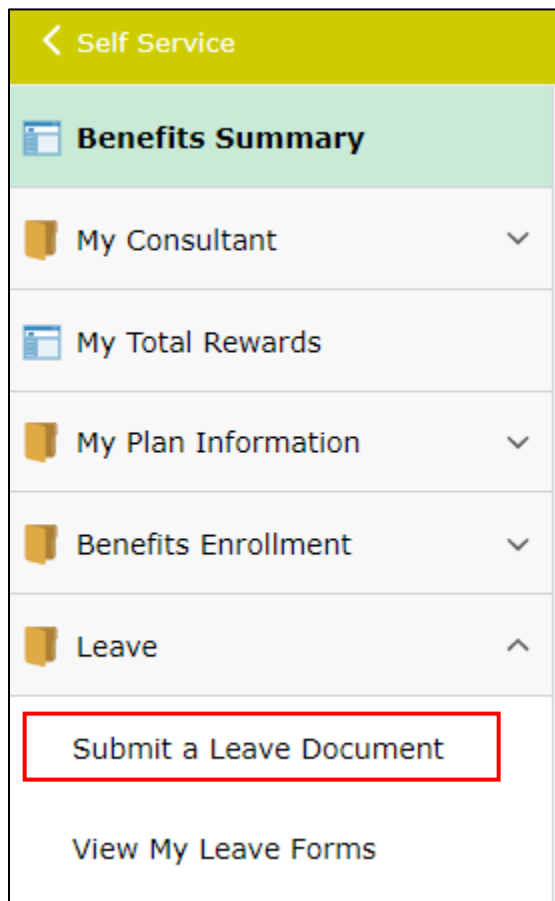 Self Service
Benefits Summary
My Consultant
My Total Rewards
My Plan Information
Benefits Enrollment
Leave
Submit a Leave Document
View My Leave Forms